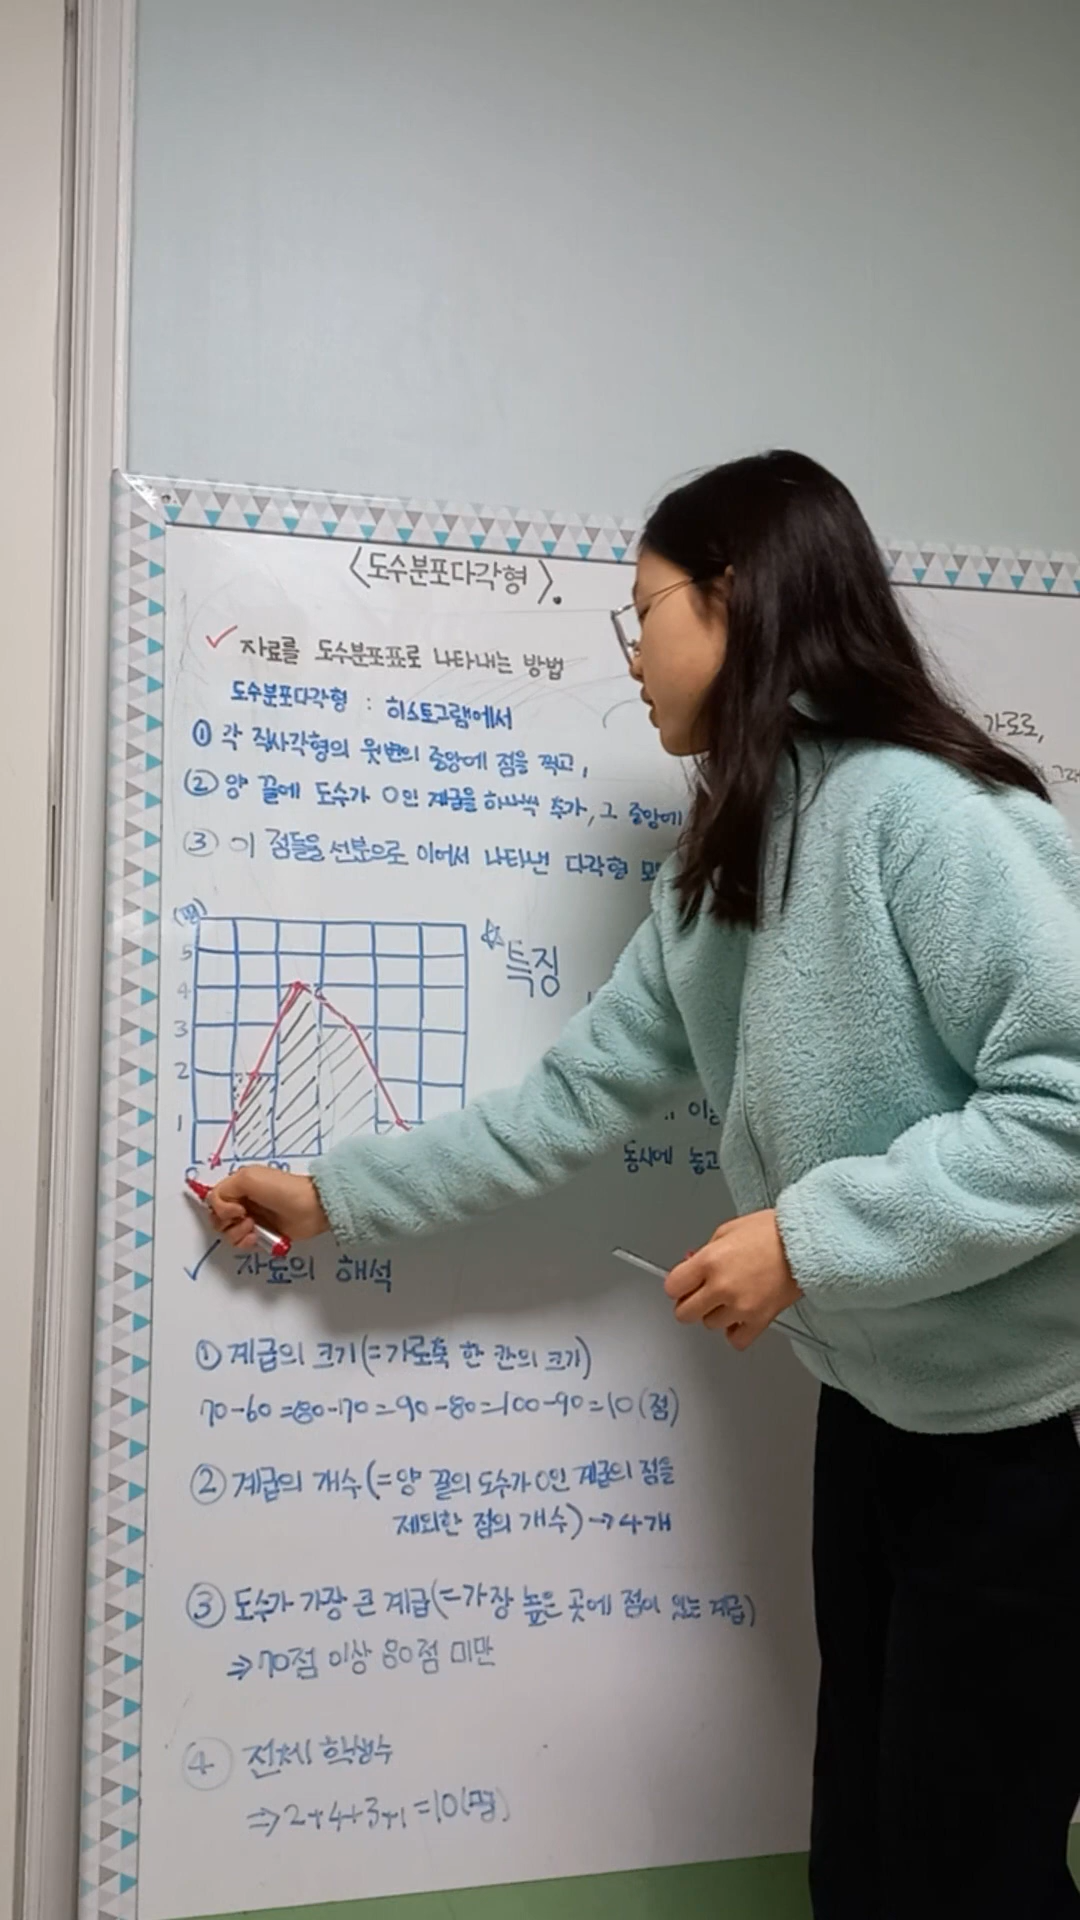 <도수분포다각형>.
✓ 자료를 도수분포표로 나타내는 방법
도수분포다각형 : 히스토그램에서
① 각 직사각형의 윗변의 중앙에 점을 찍고,
② 양 끝에 도수가 0인 계급을 하나씩 추가, 그 중앙에
③ 이 점들을 선분으로 이어서 나타낸 다각형 모
가로로,
(명)
5
4
3
2
1
0
☆특징
동시에 놓고
✓ 자료의 해석
① 계급의 크기(=가로축 한 칸의 크기)
70-60=80-70=90-80=100-90=10(점)
② 계급의 개수(=양 끝의 도수가 0인 계급의 점을
제외한 점의 개수)→4개
③ 도수가 가장 큰 계급(=가장 높은 곳에 점이 있는 계급)
⇒70점 이상 80점 미만
④ 전체 학생수
⇒2+4+3+1=10(명)